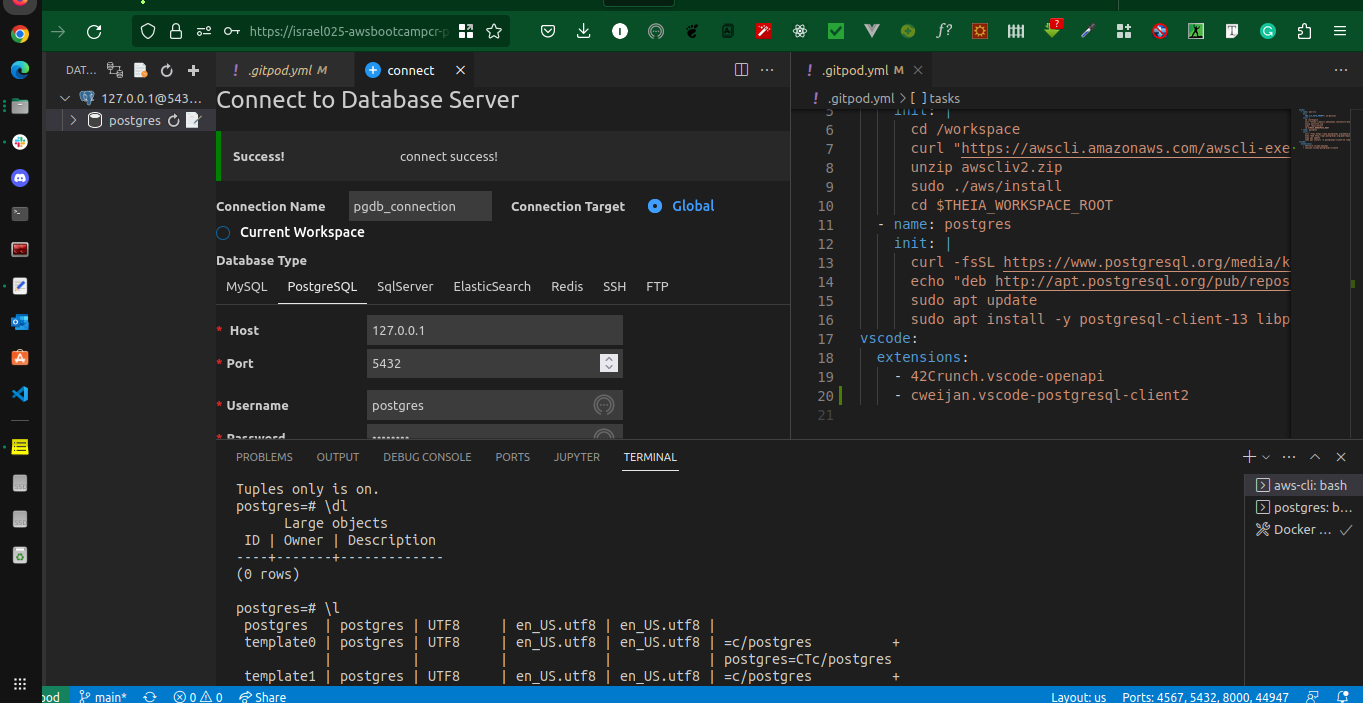 https://israel025-awsbootcampcr-p
DAT...
! .gitpod.yml M
connect
! .gitpod.yml M
127.0.0.1@543...
postgres
Connect to Database Server
Success! connect success!
Connection Name pgdb_connection Connection Target Global
Current Workspace
Database Type
MySQL PostgreSQL SqlServer ElasticSearch Redis SSH FTP
* Host 127.0.0.1
* Port 5432
* Username postgres
* Password ••••••••
! .gitpod.yml > [ ] tasks
5 init: |
6 cd /workspace
7 curl "https://awscli.amazonaws.com/awscli-exe
8 unzip awscliv2.zip
9 sudo ./aws/install
10 cd $THEIA_WORKSPACE_ROOT
11 - name: postgres
12 init: |
13 curl -fsSL https://www.postgresql.org/media/k
14 echo "deb http://apt.postgresql.org/pub/repos
15 sudo apt update
16 sudo apt install -y postgresql-client-13 libp
17 vscode:
18 extensions:
19 - 42Crunch.vscode-openapi
20 - cweijan.vscode-postgresql-client2
21
PROBLEMS OUTPUT DEBUG CONSOLE PORTS JUPYTER TERMINAL
Tuples only is on.
postgres=# \dl
Large objects
ID | Owner | Description
----+-------+-------------
(0 rows)
postgres=# \l
postgres | postgres | UTF8 | en_US.utf8 | en_US.utf8 |
template0 | postgres | UTF8 | en_US.utf8 | en_US.utf8 | =c/postgres +
| | | | | postgres=CTc/postgres
template1 | postgres | UTF8 | en_US.utf8 | en_US.utf8 | =c/postgres +
aws-cli: bash
postgres: b...
Docker ...
ood main* 0 0 Share Layout: us Ports: 4567, 5432, 8000, 44947